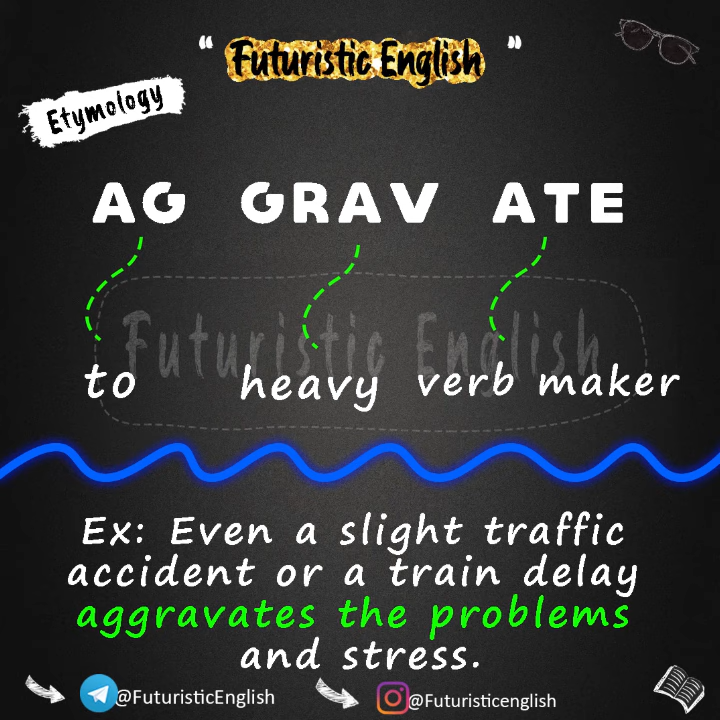 “ Futuristic English ”
Etymology
AG GRAV ATE
Futuristic English
to heavy verb maker
Ex: Even a slight traffic
accident or a train delay
aggravates the problems
and stress.
@FuturisticEnglish @Futuristicenglish